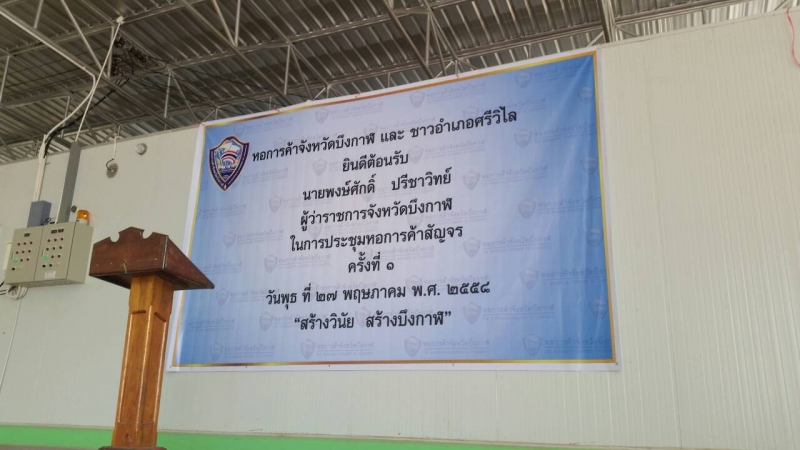 หอการค้าจังหวัดบึงกาฬ และ ชาวอำเภอศรีวิไล
ยินดีต้อนรับ
นายพงษ์ศักดิ์ ปรีชาวิทย์
ผู้ว่าราชการจังหวัดบึงกาฬ
ในการประชุมหอการค้าสัญจร
ครั้งที่ ๑
วันพุธ ที่ ๒๗ พฤษภาคม พ.ศ. ๒๕๕๘
“สร้างวินัย สร้างบึงกาฬ”